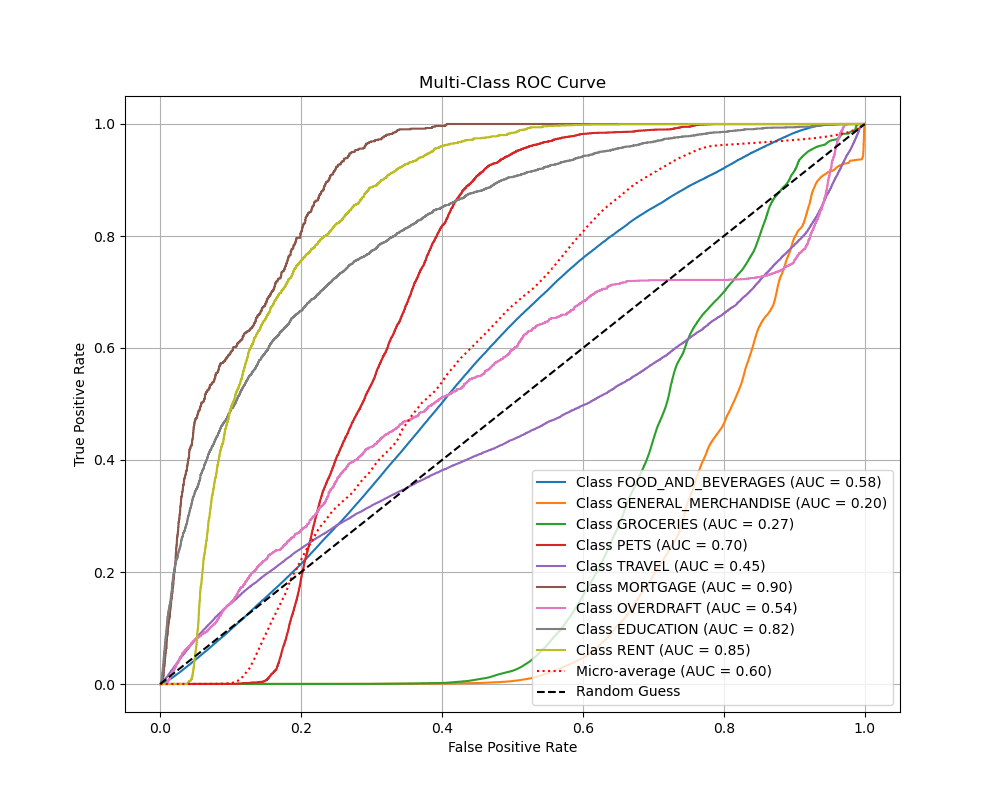 Multi-Class ROC Curve
1.0
0.8
0.6
0.4
0.2
0.0
True Positive Rate
0.0 0.2 0.4 0.6 0.8 1.0
False Positive Rate
Class FOOD_AND_BEVERAGES (AUC = 0.58)
Class GENERAL_MERCHANDISE (AUC = 0.20)
Class GROCERIES (AUC = 0.27)
Class PETS (AUC = 0.70)
Class TRAVEL (AUC = 0.45)
Class MORTGAGE (AUC = 0.90)
Class OVERDRAFT (AUC = 0.54)
Class EDUCATION (AUC = 0.82)
Class RENT (AUC = 0.85)
Micro-average (AUC = 0.60)
Random Guess